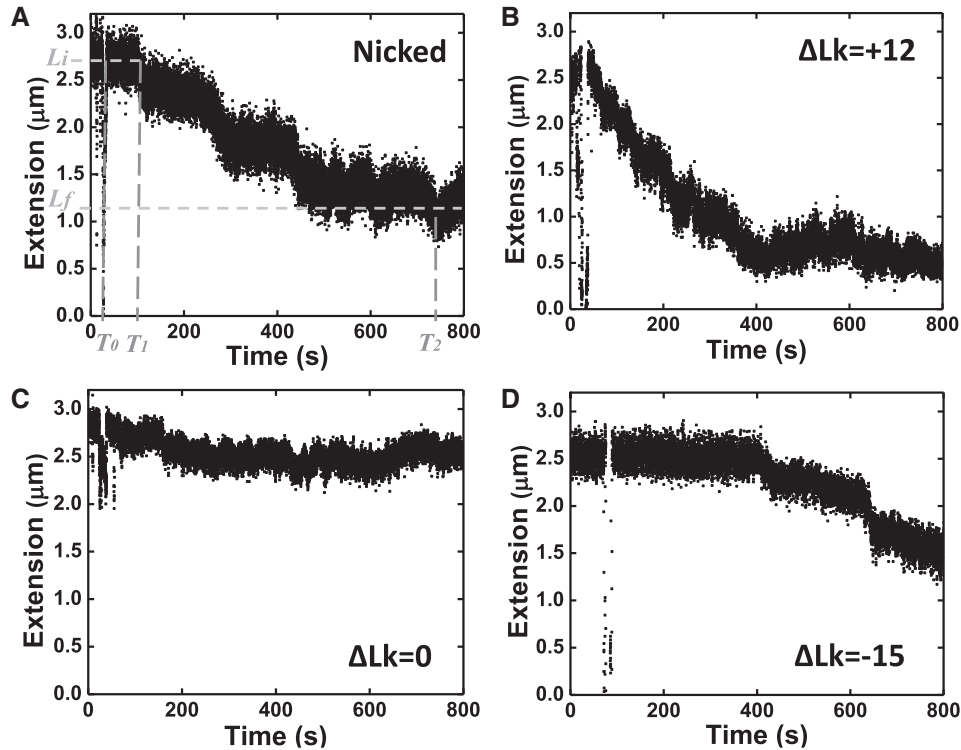 A
Nicked
Extension (μm)
3.0
2.5
2.0
1.5
1.0
0.5
0.0
Li
Lf
0 200 400 600 800
T0 T1 T2
Time (s)
B
ΔLk=+12
Extension (μm)
3.0
2.5
2.0
1.5
1.0
0.5
0.0
0 200 400 600 800
Time (s)
C
ΔLk=0
Extension (μm)
3.0
2.5
2.0
1.5
1.0
0.5
0.0
0 200 400 600 800
Time (s)
D
ΔLk=-15
Extension (μm)
3.0
2.5
2.0
1.5
1.0
0.5
0.0
0 200 400 600 800
Time (s)